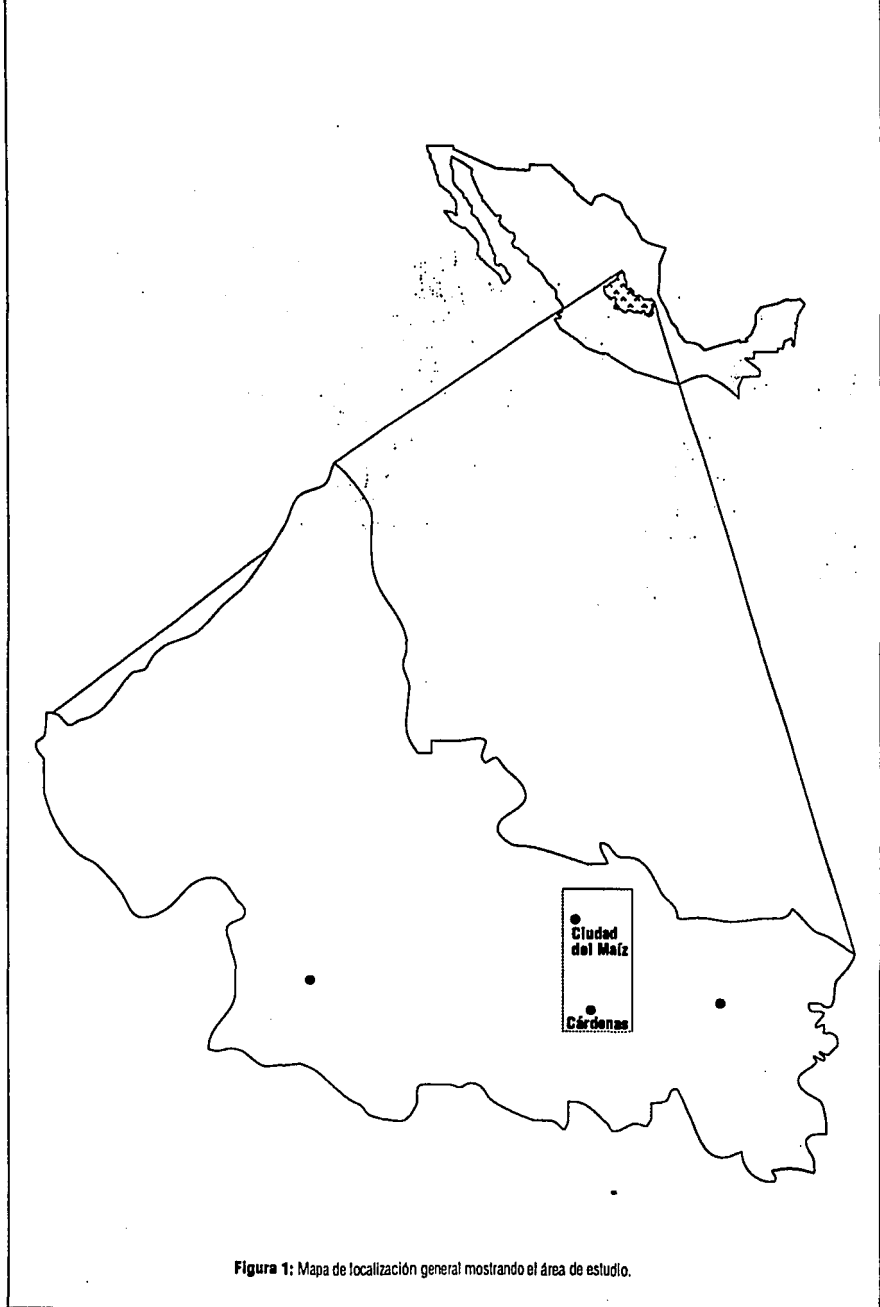 Ciudad
del Maíz
Cárdenas
Figura 1: Mapa de localización general mostrando el área de estudio.